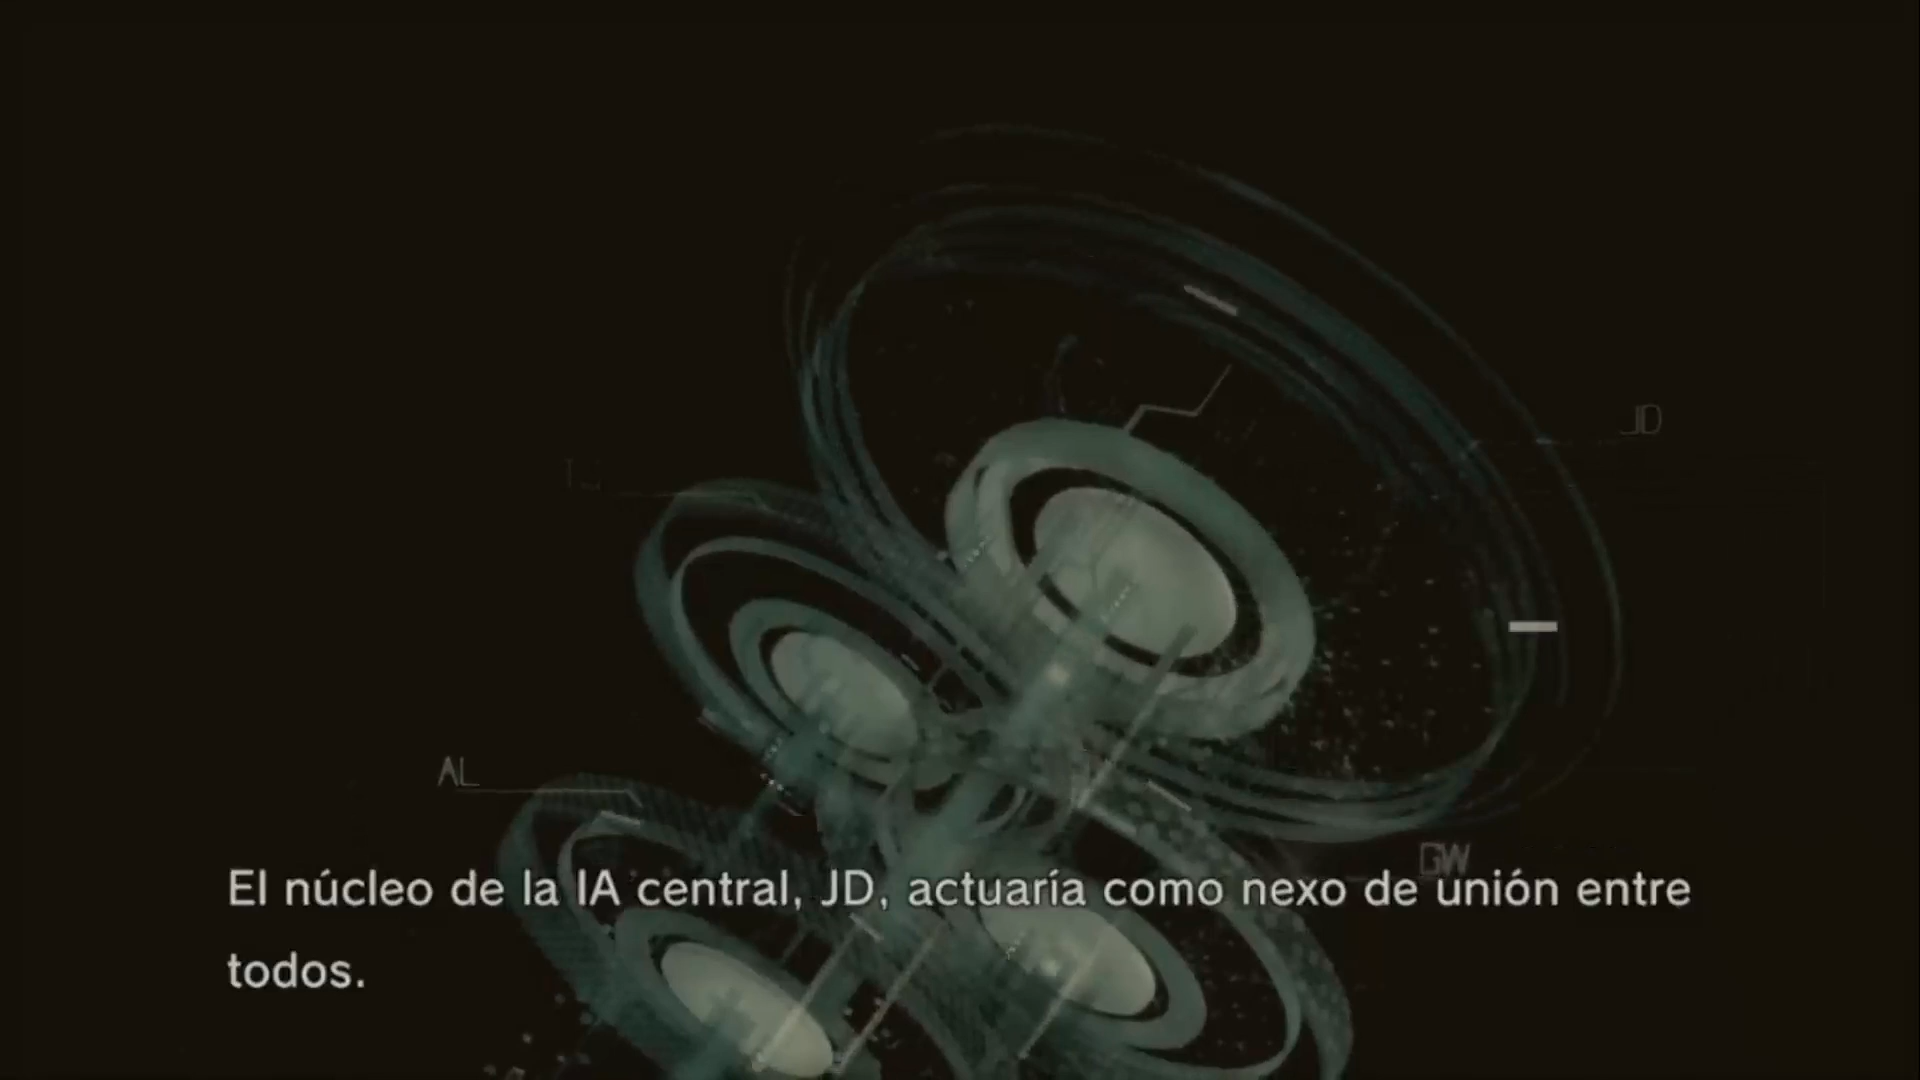 JD
AL
GW
El núcleo de la IA central, JD, actuaría como nexo de unión entre
todos.